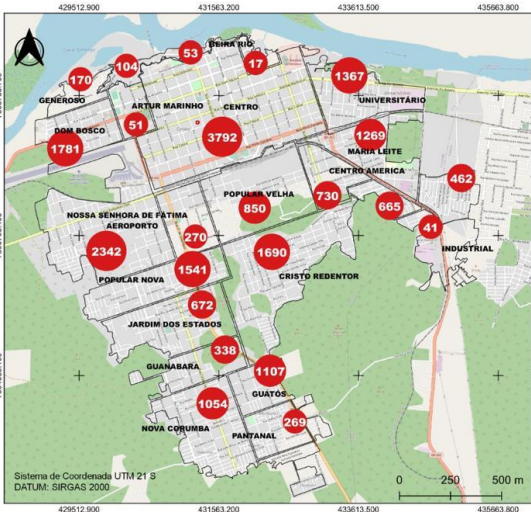 429512.900 431563.200 433613.500 435663.800
BEIRA RIO
53
104
17
170
1367
GENEROSO
ARTUR MARINHO
CENTRO
UNIVERSITÁRIO
51
DOM BOSCO
3792
1269
1781
MARIA LEITE
CENTRO AMERICA
462
POPULAR VELHA
730
850
665
NOSSA SENHORA DE FÁTIMA
AEROPORTO
270
41
2342
1690
INDUSTRIAL
1541
POPULAR NOVA
CRISTO REDENTOR
672
JARDIM DOS ESTADOS
338
GUANABARA
1107
GUATÓS
1054
269
NOVA CORUMBA
PANTANAL
Sistema de Coordenada UTM 21 S
DATUM: SIRGAS 2000
0 250 500 m
429512.900 431563.200 433613.500 435663.800